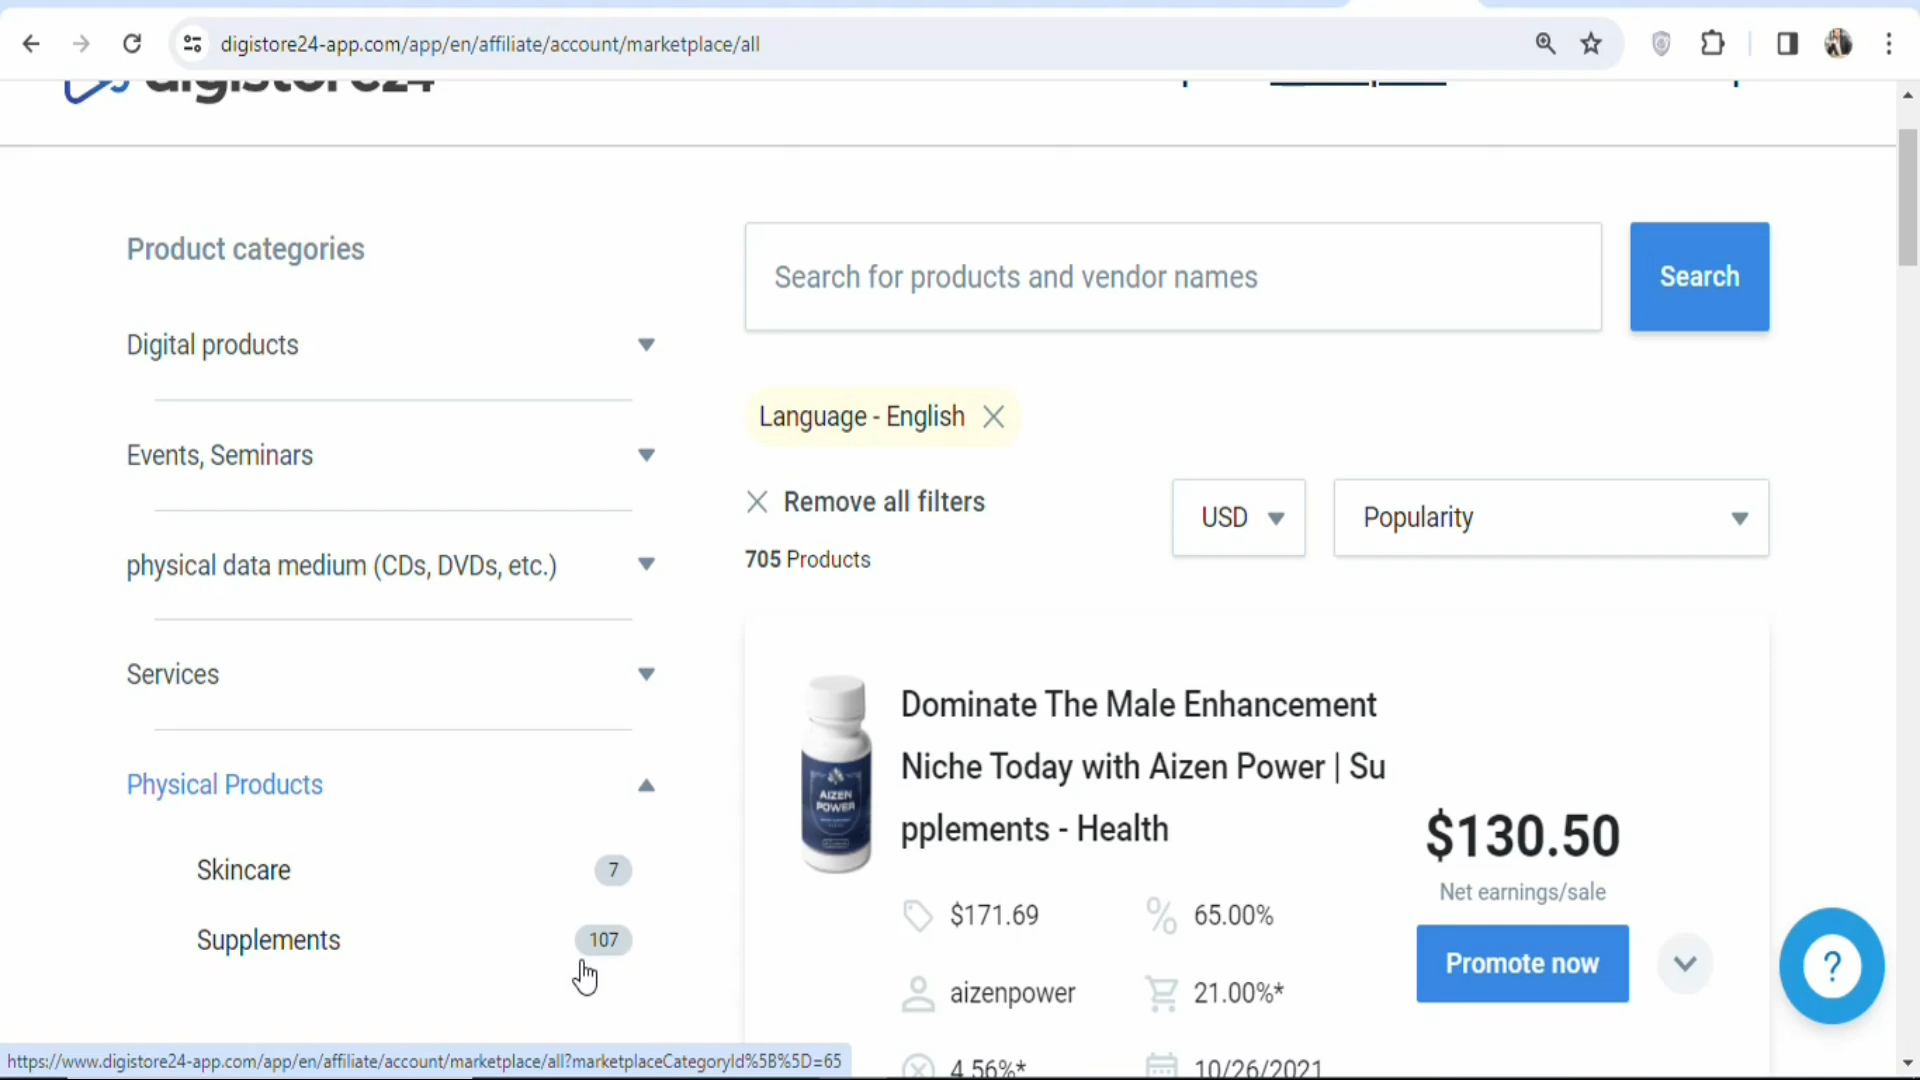 digistore24-app.com/app/en/affiliate/account/marketplace/all
digistore24
Product categories
Digital products
Events, Seminars
physical data medium (CDs, DVDs, etc.)
Services
Physical Products
Skincare 7
Supplements 107
Search for products and vendor names
Search
Language - English
Remove all filters
USD
Popularity
705 Products
AIZEN
POWER
Dominate The Male Enhancement
Niche Today with Aizen Power | Su
pplements - Health
$171.69
65.00%
aizenpower
21.00%*
4.56%*
10/26/2021
$130.50
Net earnings/sale
Promote now
?
https://www.digistore24-app.com/app/en/affiliate/account/marketplace/all?marketplaceCategoryId%5B%5D=65